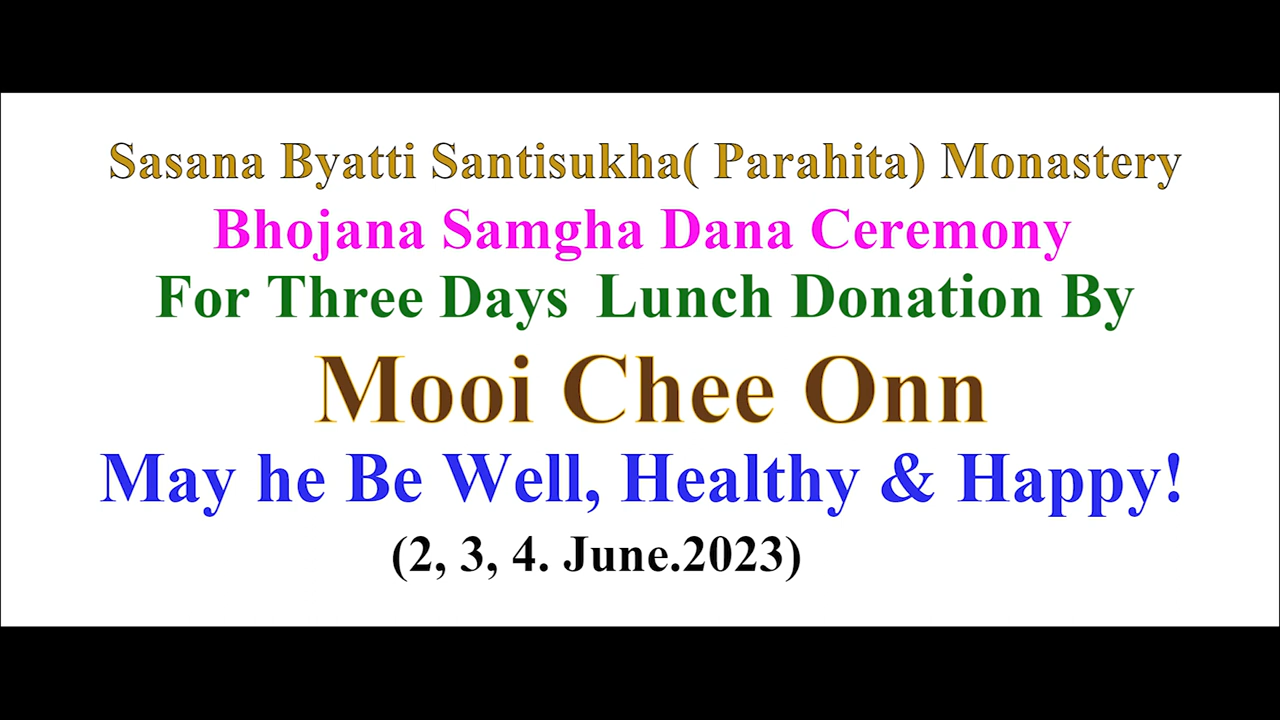 Sasana Byatti Santisukha( Parahita) Monastery
Bhojana Samgha Dana Ceremony
For Three Days Lunch Donation By
Mooi Chee Onn
May he Be Well, Healthy & Happy!
(2, 3, 4. June.2023)